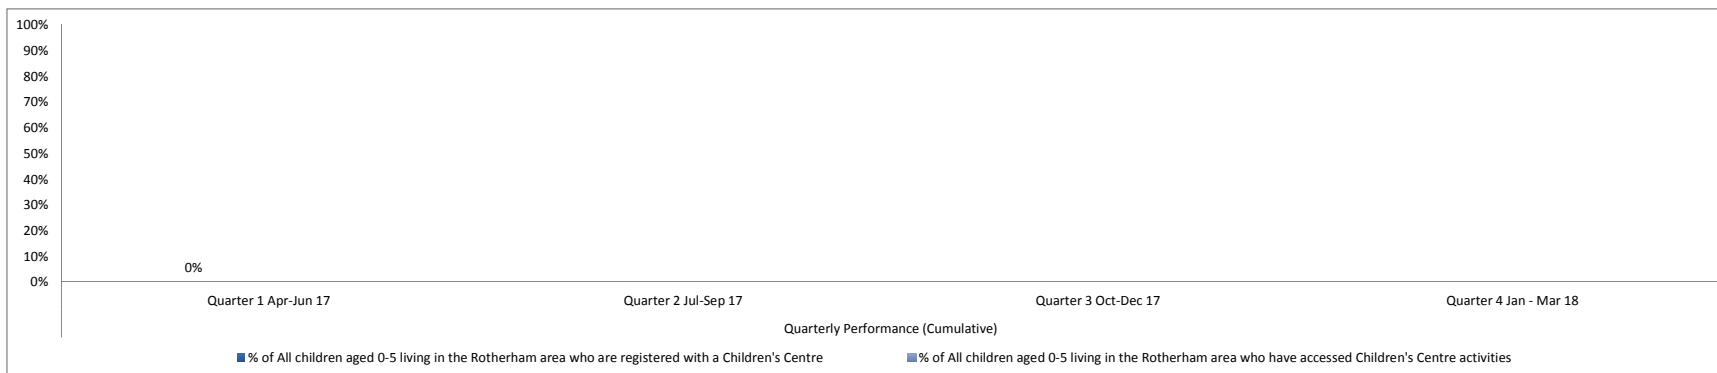 100%
90%
80%
70%
60%
50%
40%
30%
20%
10%
0%
0%
Quarter 1 Apr-Jun 17
Quarter 2 Jul-Sep 17
Quarter 3 Oct-Dec 17
Quarter 4 Jan - Mar 18
Quarterly Performance (Cumulative)
% of All children aged 0-5 living in the Rotherham area who are registered with a Children's Centre
% of All children aged 0-5 living in the Rotherham area who have accessed Children's Centre activities